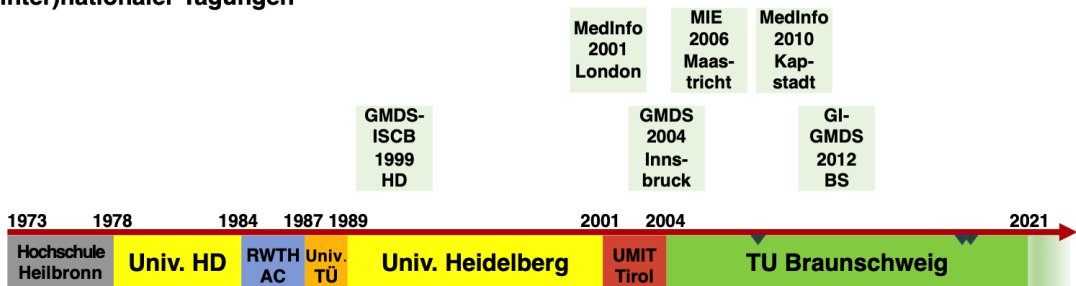 inter)nationaler Tagungen
MedInfo
2001
London
MIE
2006
Maas-
tricht
MedInfo
2010
Kap-
stadt
GMDS-
ISCB
1999
HD
GMDS
2004
Inns-
bruck
GI-
GMDS
2012
BS
1973 1978 1984 1987 1989 2001 2004 2021
Hochschule
Heilbronn
Univ. HD
RWTH
AC
Univ.
TÜ
Univ. Heidelberg
UMIT
Tirol
TU Braunschweig